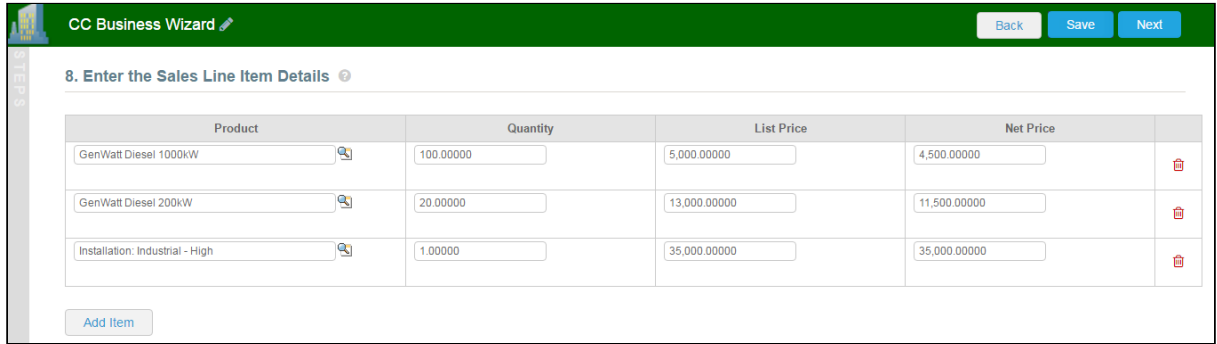 CC Business Wizard
Back Save Next
STEPS
8. Enter the Sales Line Item Details ?
Product Quantity List Price Net Price
GenWatt Diesel 1000kW 100.00000 5,000.00000 4,500.00000
GenWatt Diesel 200kW 20.00000 13,000.00000 11,500.00000
Installation: Industrial - High 1.00000 35,000.00000 35,000.00000
Add Item